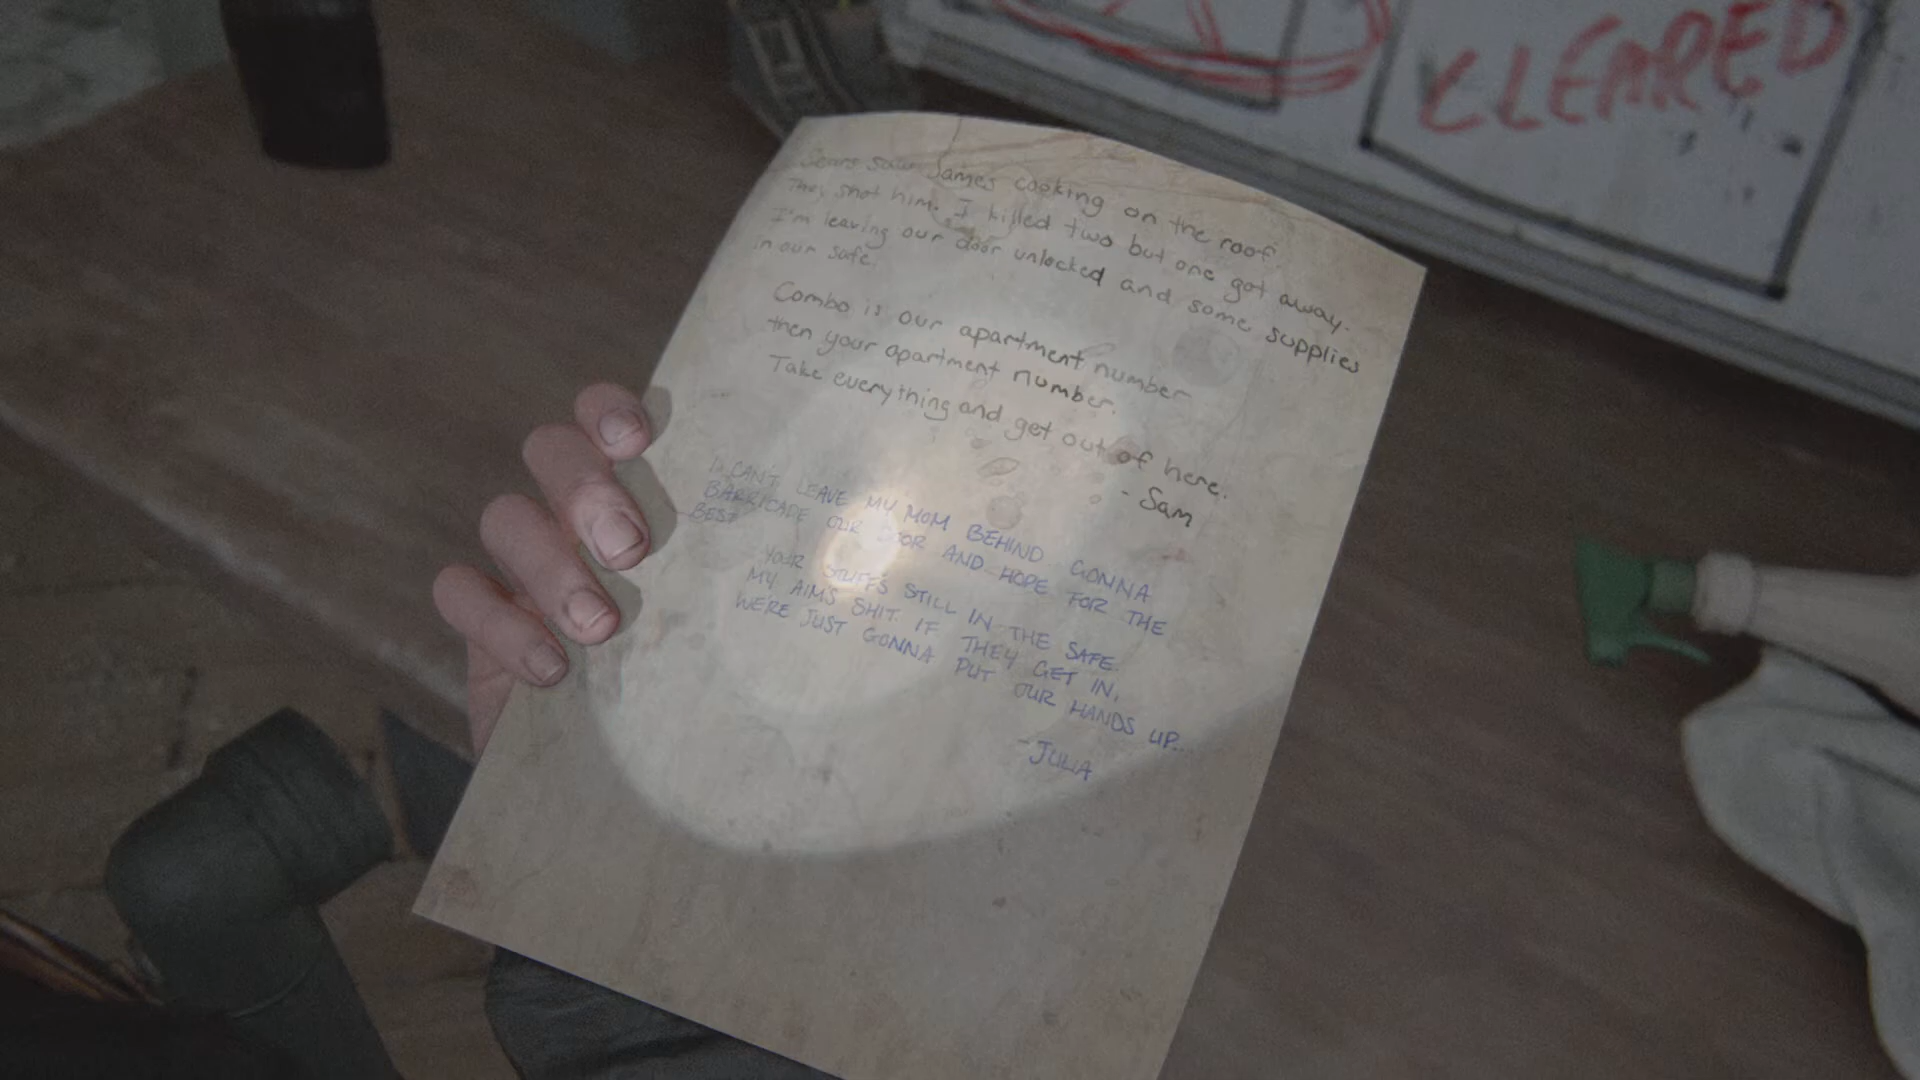 CLEARED
Scars saw James cooking on the roof.
They shot him. I killed two but one got away.
I'm leaving our door unlocked and some supplies
in our safe.
Combo is our apartment number
then your apartment number.
Take everything and get out of here.
- Sam
I CAN'T LEAVE MY MOM BEHIND GONNA
BARRICADE OUR DOOR AND HOPE FOR THE
BEST
YOUR STUFF'S STILL IN THE SAFE.
MY AIMS SHIT. IF THEY GET IN,
WE'RE JUST GONNA PUT OUR HANDS UP...
-JULIA